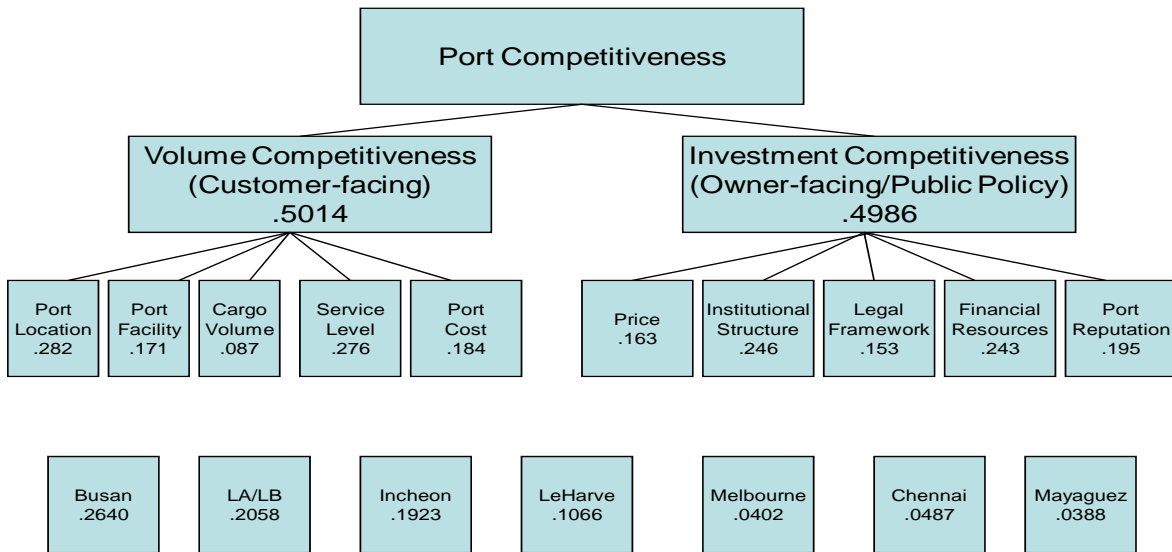 Port Competitiveness
Volume Competitiveness
(Customer-facing)
.5014
Investment Competitiveness
(Owner-facing/Public Policy)
.4986
Port
Location
.282
Port
Facility
.171
Cargo
Volume
.087
Service
Level
.276
Port
Cost
.184
Price
.163
Institutional
Structure
.246
Legal
Framework
.153
Financial
Resources
.243
Port
Reputation
.195
Busan
.2640
LA/LB
.2058
Incheon
.1923
LeHarve
.1066
Melbourne
.0402
Chennai
.0487
Mayaguez
.0388